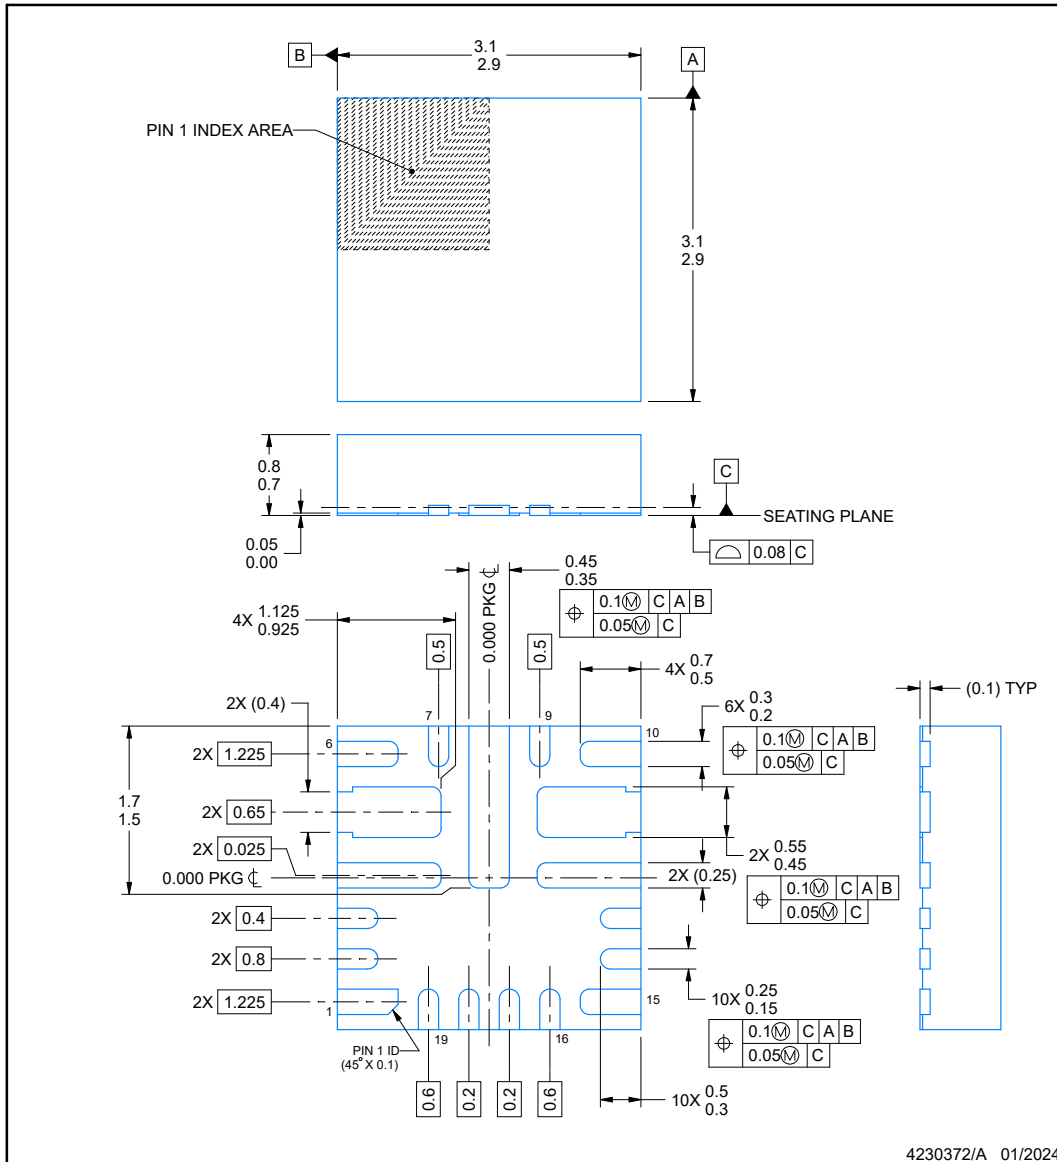 B
3.1
2.9
A
PIN 1 INDEX AREA
3.1
2.9
0.8
0.7
C
SEATING PLANE
0.05
0.00
⌓ 0.08 C
0.45
0.35
0.1Ⓜ C A B
0.05Ⓜ C
0.000 PKG ℄
4X 1.125
0.925
0.5
0.5
4X 0.7
0.5
(0.1) TYP
2X (0.4)
7
9
6X 0.3
0.2
6
10
0.1Ⓜ C A B
0.05Ⓜ C
2X 1.225
1.7
1.5
2X 0.65
2X 0.55
0.45
2X 0.025
2X (0.25)
0.000 PKG ℄
0.1Ⓜ C A B
0.05Ⓜ C
2X 0.4
2X 0.8
2X 1.225
1
15
10X 0.25
0.15
0.1Ⓜ C A B
0.05Ⓜ C
19
16
PIN 1 ID
(45° X 0.1)
0.6
0.2
0.2
0.6
10X 0.5
0.3
4230372/A 01/2024